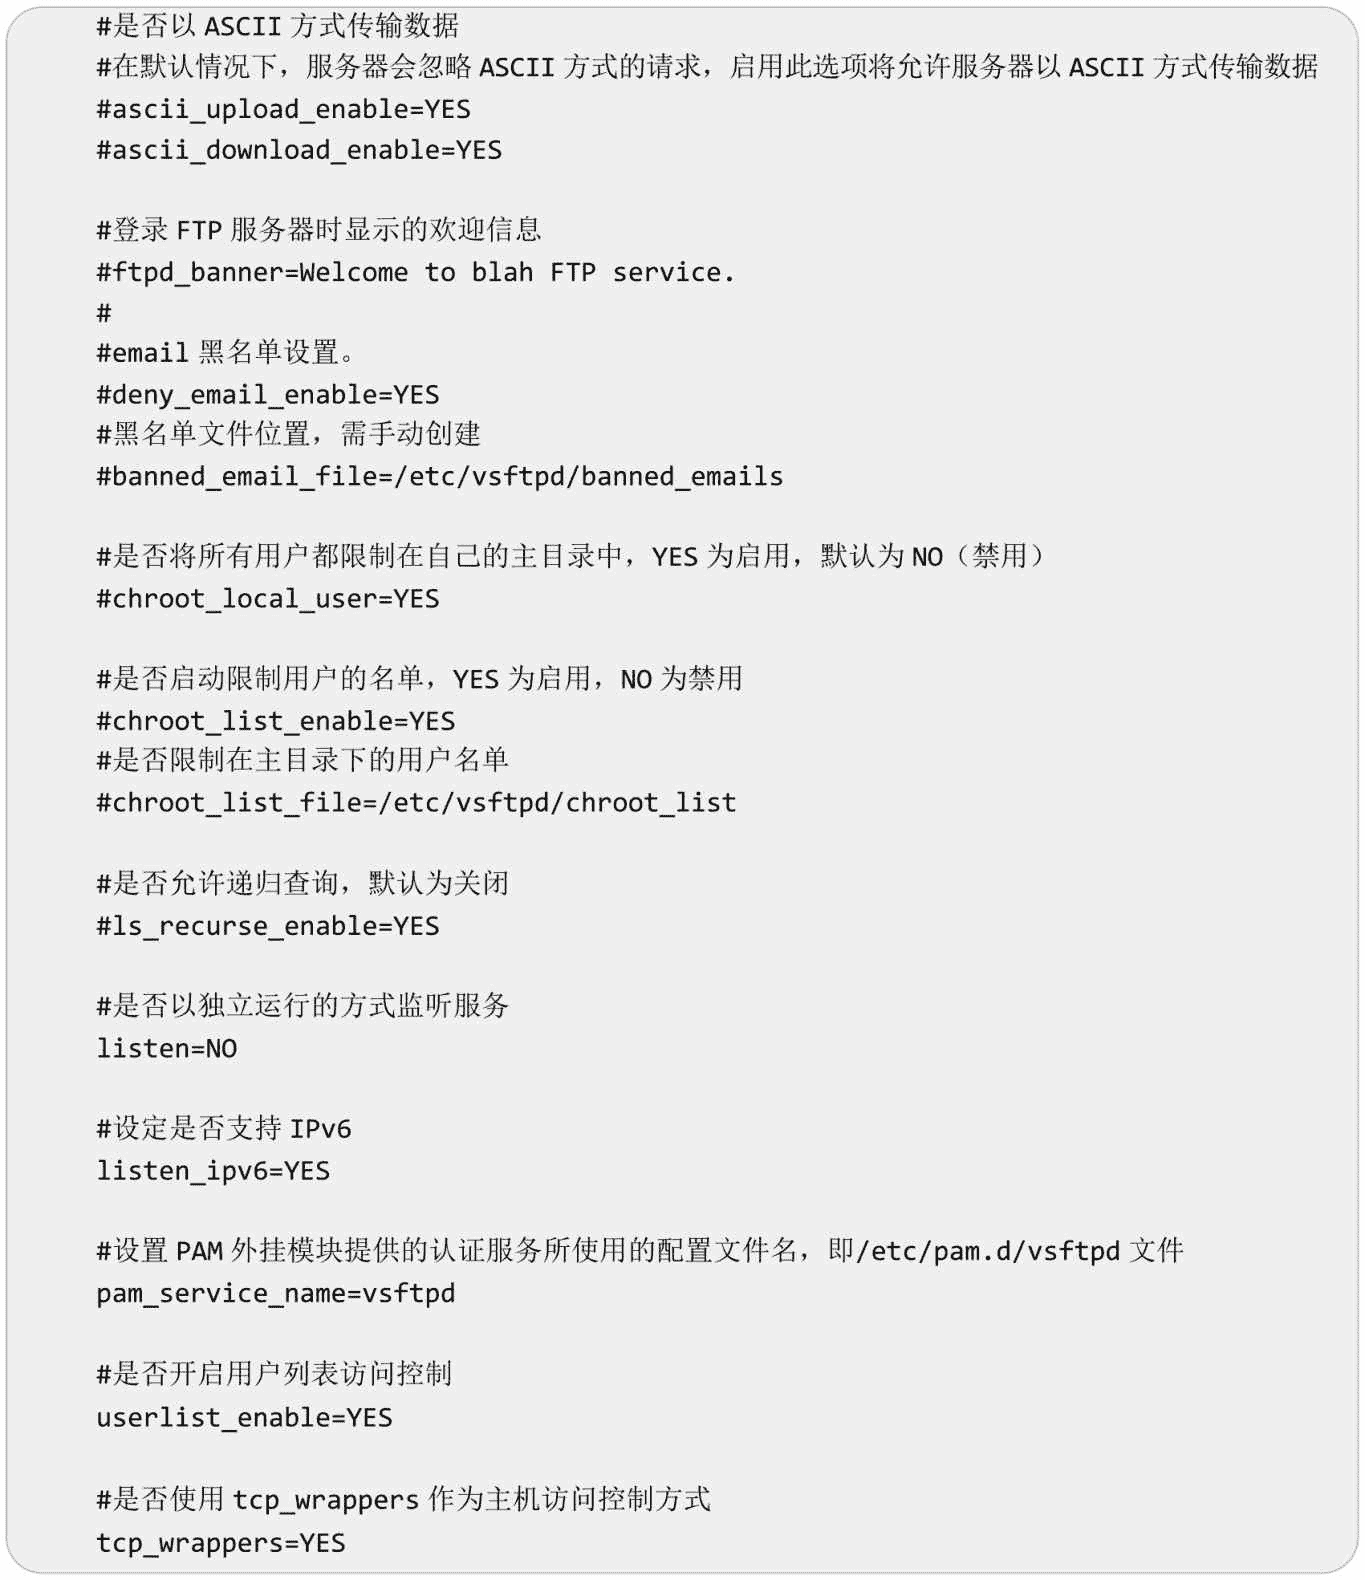 #是否以 ASCII 方式传输数据
#在默认情况下，服务器会忽略 ASCII 方式的请求，启用此选项将允许服务器以 ASCII 方式传输数据
#ascii_upload_enable=YES
#ascii_download_enable=YES
#登录 FTP 服务器时显示的欢迎信息
#ftpd_banner=Welcome to blah FTP service.
#
#email 黑名单设置。
#deny_email_enable=YES
#黑名单文件位置，需手动创建
#banned_email_file=/etc/vsftpd/banned_emails
#是否将所有用户都限制在自己的主目录中，YES 为启用，默认为 NO（禁用）
#chroot_local_user=YES
#是否启动限制用户的名单，YES 为启用，NO 为禁用
#chroot_list_enable=YES
#是否限制在主目录下的用户名单
#chroot_list_file=/etc/vsftpd/chroot_list
#是否允许递归查询，默认为关闭
#ls_recurse_enable=YES
#是否以独立运行的方式监听服务
listen=NO
#设定是否支持 IPv6
listen_ipv6=YES
#设置 PAM 外挂模块提供的认证服务所使用的配置文件名，即/etc/pam.d/vsftpd 文件
pam_service_name=vsftpd
#是否开启用户列表访问控制
userlist_enable=YES
#是否使用 tcp_wrappers 作为主机访问控制方式
tcp_wrappers=YES